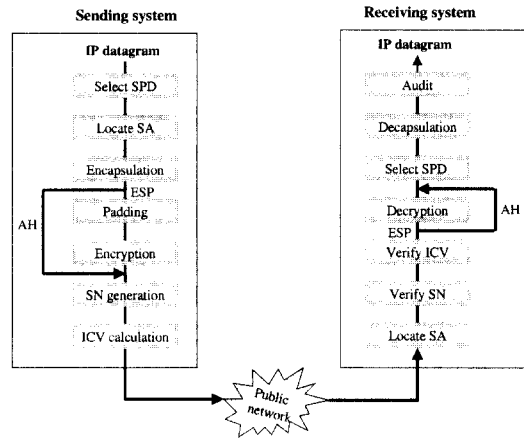 Sending system
IP datagram
Select SPD
Locate SA
Encapsulation
ESP
AH
Padding
Encryption
SN generation
ICV calculation
Receiving system
IP datagram
Audit
Decapsulation
Select SPD
Decryption
AH
ESP
Verify ICV
Verify SN
Locate SA
Public
network